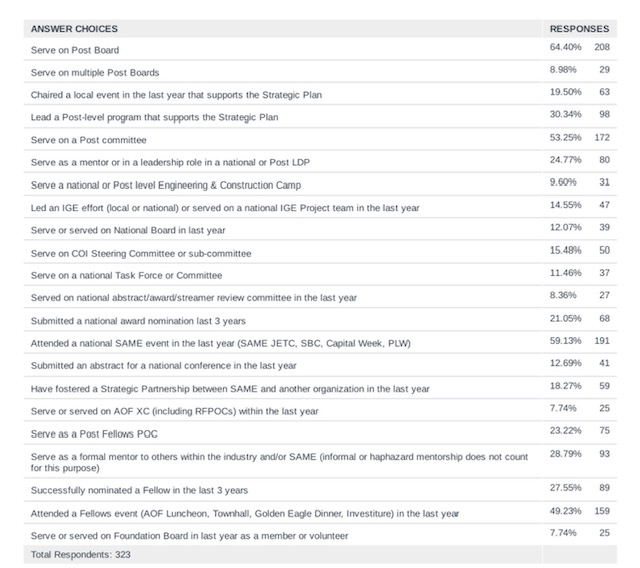 ANSWER CHOICES RESPONSES
Serve on Post Board 64.40% 208
Serve on multiple Post Boards 8.98% 29
Chaired a local event in the last year that supports the Strategic Plan 19.50% 63
Lead a Post-level program that supports the Strategic Plan 30.34% 98
Serve on a Post committee 53.25% 172
Serve as a mentor or in a leadership role in a national or Post LDP 24.77% 80
Serve a national or Post level Engineering & Construction Camp 9.60% 31
Led an IGE effort (local or national) or served on a national IGE Project team in the last year 14.55% 47
Serve or served on National Board in last year 12.07% 39
Serve on COI Steering Committee or sub-committee 15.48% 50
Serve on a national Task Force or Committee 11.46% 37
Served on national abstract/award/streamer review committee in the last year 8.36% 27
Submitted a national award nomination last 3 years 21.05% 68
Attended a national SAME event in the last year (SAME JETC, SBC, Capital Week, PLW) 59.13% 191
Submitted an abstract for a national conference in the last year 12.69% 41
Have fostered a Strategic Partnership between SAME and another organization in the last year 18.27% 59
Serve or served on AOF XC (including RFPOCs) within the last year 7.74% 25
Serve as a Post Fellows POC 23.22% 75
Serve as a formal mentor to others within the industry and/or SAME (informal or haphazard mentorship does not count 28.79% 93
for this purpose)
Successfully nominated a Fellow in the last 3 years 27.55% 89
Attended a Fellows event (AOF Luncheon, Townhall, Golden Eagle Dinner, Investiture) in the last year 49.23% 159
Serve or served on Foundation Board in last year as a member or volunteer 7.74% 25
Total Respondents: 323